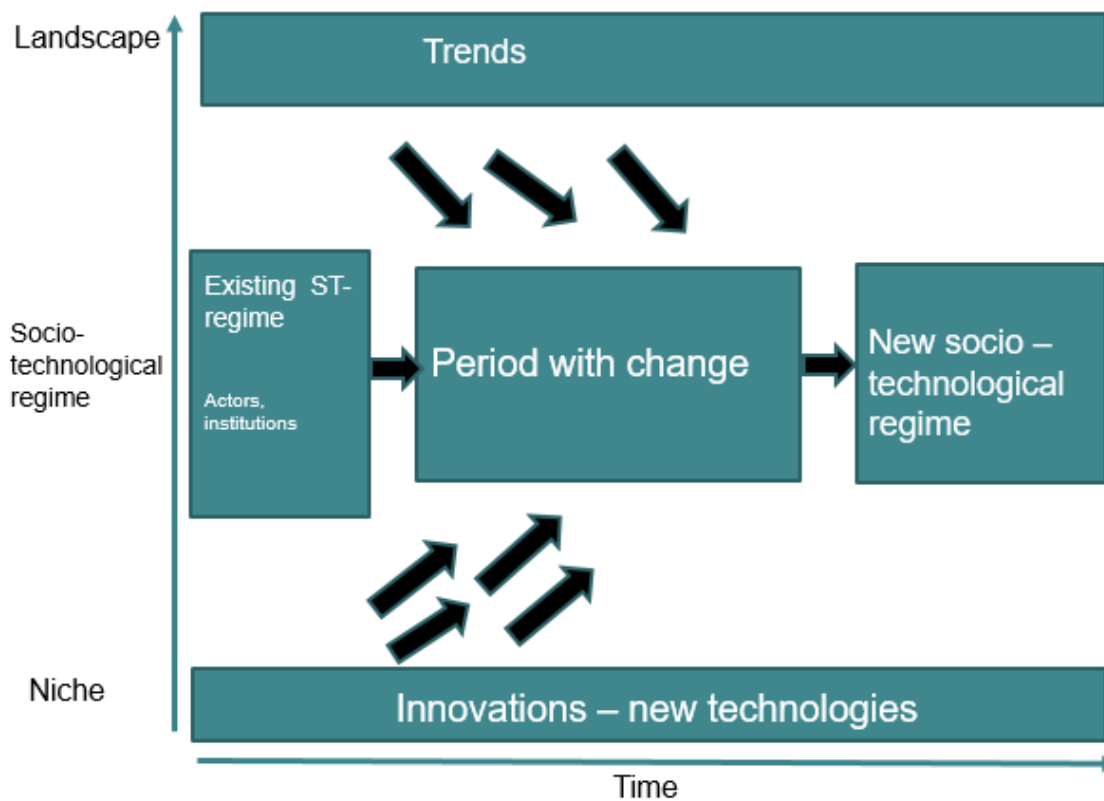 Landscape
Trends
Existing ST-
regime
Actors,
institutions
Socio-
technological
regime
Period with change
New socio –
technological
regime
Niche
Innovations – new technologies
Time